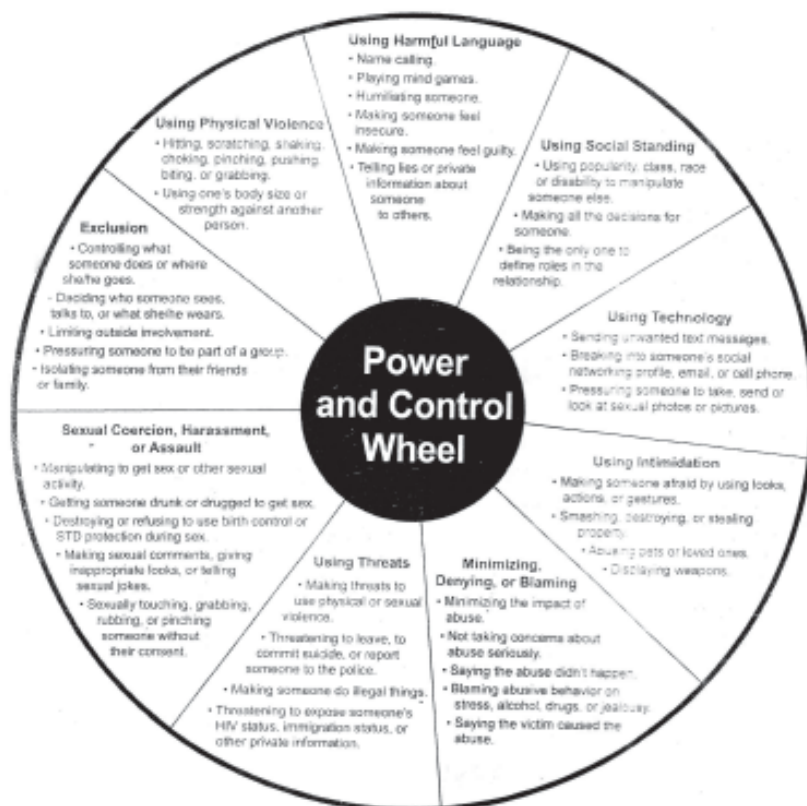 Using Harmful Language
• Name calling.
• Playing mind games.
• Humiliating someone.
• Making someone feel
insecure.
• Making someone feel guilty.
• Telling lies or private
information about
someone
to others.
Using Social Standing
• Using popularity, class, race
or disability to manipulate
someone else.
• Making all the decisions for
someone.
• Being the only one to
define roles in the
relationship.
Using Technology
• Sending unwanted text messages.
• Breaking into someone's social
networking profile, email, or cell phone.
• Pressuring someone to take, send or
look at sexual photos or pictures.
Using Intimidation
• Making someone afraid by using looks,
actions, or gestures.
• Smashing, destroying, or stealing
property.
• Abusing pets or loved ones.
• Displaying weapons.
Minimizing,
Denying, or Blaming
• Minimizing the impact of
abuse.
• Not taking concerns about
abuse seriously.
• Saying the abuse didn't happen.
• Blaming abusive behavior on
stress, alcohol, drugs, or jealousy.
• Saying the victim caused the
abuse.
Using Threats
• Making threats to
use physical or sexual
violence.
• Threatening to leave, to
commit suicide, or report
someone to the police.
• Making someone do illegal things.
• Threatening to expose someone's
HIV status, immigration status, or
other private information.
Sexual Coercion, Harassment,
or Assault
• Manipulating to get sex or other sexual
activity.
• Getting someone drunk or drugged to get sex.
• Destroying or refusing to use birth control or
STD protection during sex.
• Making sexual comments, giving
inappropriate looks, or telling
sexual jokes.
• Sexually touching, grabbing,
rubbing, or pinching
someone without
their consent.
Exclusion
• Controlling what
someone does or where
she/he goes.
- Deciding who someone sees,
talks to, or what she/he wears.
• Limiting outside involvement.
• Pressuring someone to be part of a group.
• Isolating someone from their friends
or family.
Using Physical Violence
• Hitting, scratching, shaking,
choking, pinching, pushing,
biting, or grabbing.
• Using one's body size or
strength against another
person.
Power
and Control
Wheel